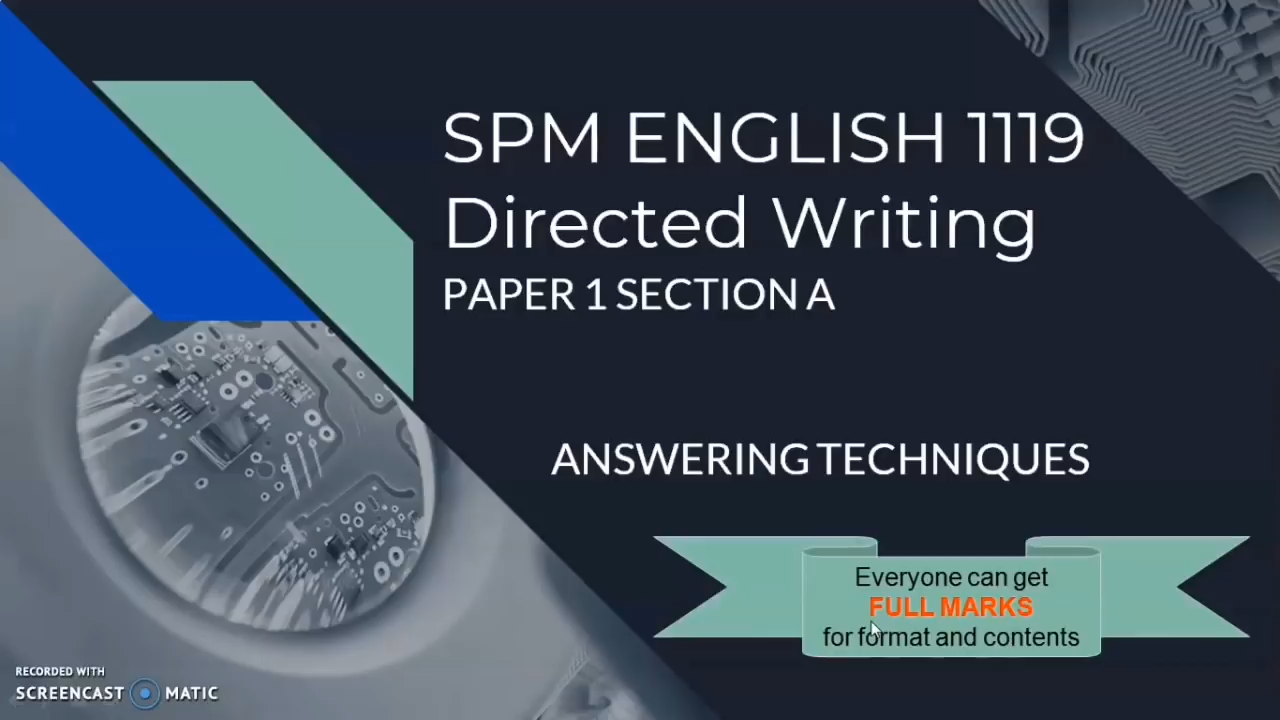 SPM ENGLISH 1119
Directed Writing
PAPER 1 SECTION A
ANSWERING TECHNIQUES
Everyone can get
FULL MARKS
for format and contents
RECORDED WITH
SCREENCAST MATIC